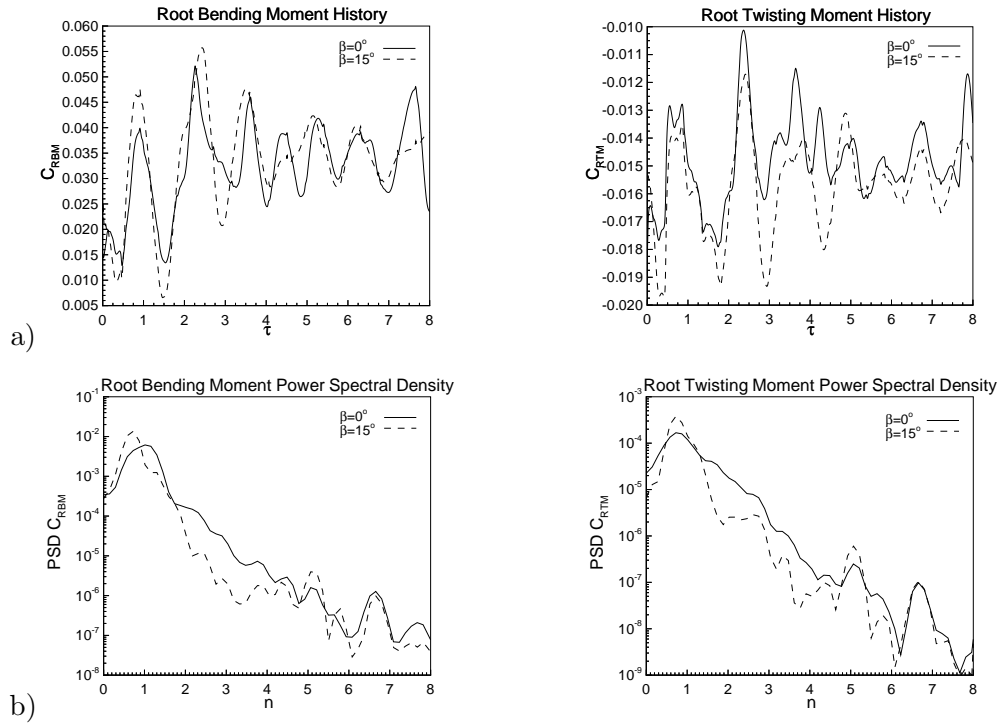 Root Bending Moment History
0.060
0.055
0.050
0.045
0.040
0.035
0.030
0.025
0.020
0.015
0.010
0.005
C_RBM
β=0°
β=15°
0 1 2 3 4 5 6 7 8
τ
Root Twisting Moment History
-0.010
-0.011
-0.012
-0.013
-0.014
-0.015
-0.016
-0.017
-0.018
-0.019
-0.020
C_RTM
β=0°
β=15°
0 1 2 3 4 5 6 7 8
τ
a)
Root Bending Moment Power Spectral Density
10^-1
10^-2
10^-3
10^-4
10^-5
10^-6
10^-7
10^-8
PSD C_RBM
β=0°
β=15°
0 1 2 3 4 5 6 7 8
n
Root Twisting Moment Power Spectral Density
10^-3
10^-4
10^-5
10^-6
10^-7
10^-8
10^-9
PSD C_RTM
β=0°
β=15°
0 1 2 3 4 5 6 7 8
n
b)